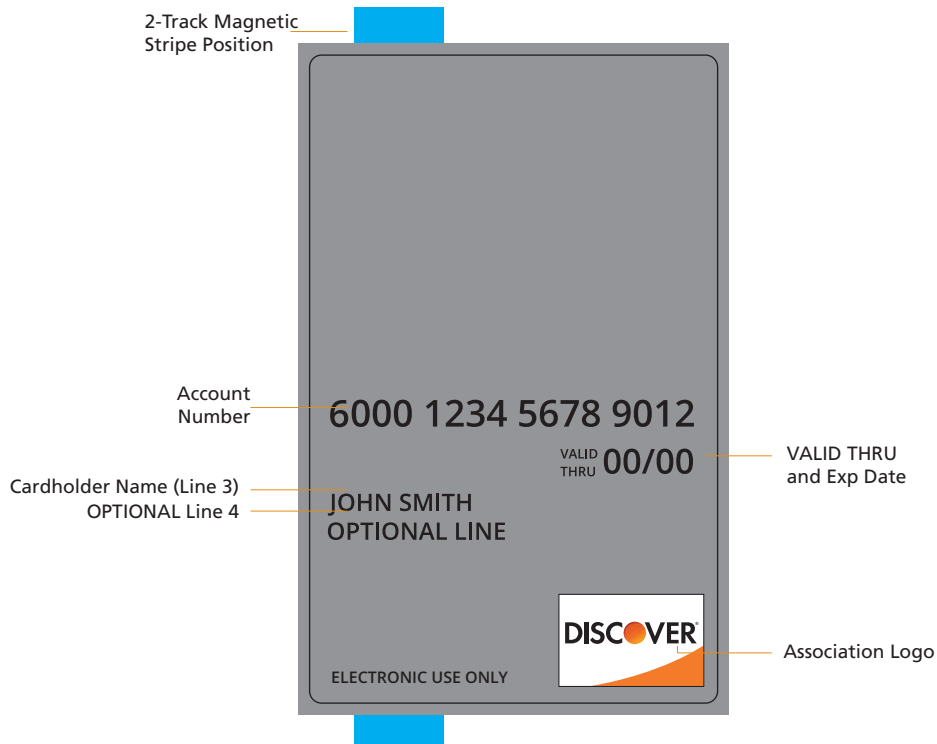 2-Track Magnetic
Stripe Position
Account
Number
6000 1234 5678 9012
VALID
THRU 00/00
VALID THRU
and Exp Date
Cardholder Name (Line 3)
OPTIONAL Line 4
JOHN SMITH
OPTIONAL LINE
DISCOVER®
Association Logo
ELECTRONIC USE ONLY